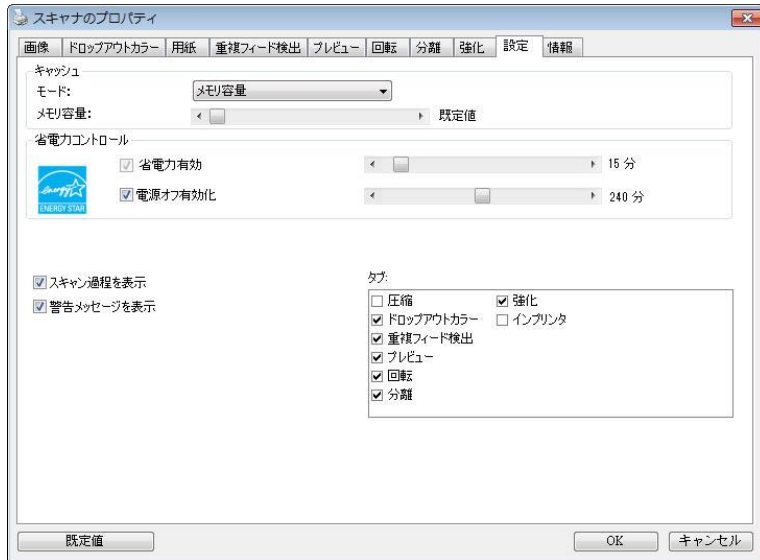 スキャナのプロパティ
画像 ドロップアウトカラー 用紙 重複フィード検出 プレビュー 回転 分離 強化 設定 情報
キャッシュ
モード: メモリ容量
メモリ容量: 既定値
省電力コントロール
省電力有効 15 分
電源オフ有効化 240 分
energy
ENERGY STAR
スキャン過程を表示
警告メッセージを表示
タブ:
圧縮 強化
ドロップアウトカラー インプリンタ
重複フィード検出
プレビュー
回転
分離
既定値 OK キャンセル